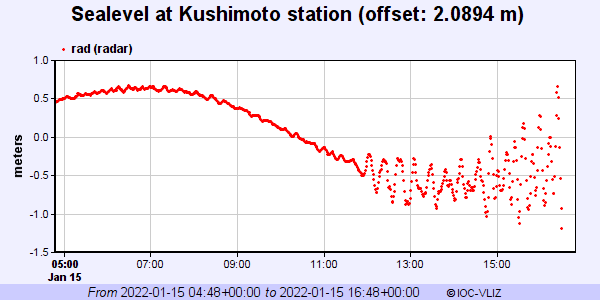 Sealevel at Kushimoto station (offset: 2.0894 m)
rad (radar)
1.0
0.5
0.0
-0.5
-1.0
-1.5
meters
05:00 07:00 09:00 11:00 13:00 15:00
Jan 15
From 2022-01-15 04:48+00:00 to 2022-01-15 16:48+00:00 © IOC-VLIZ